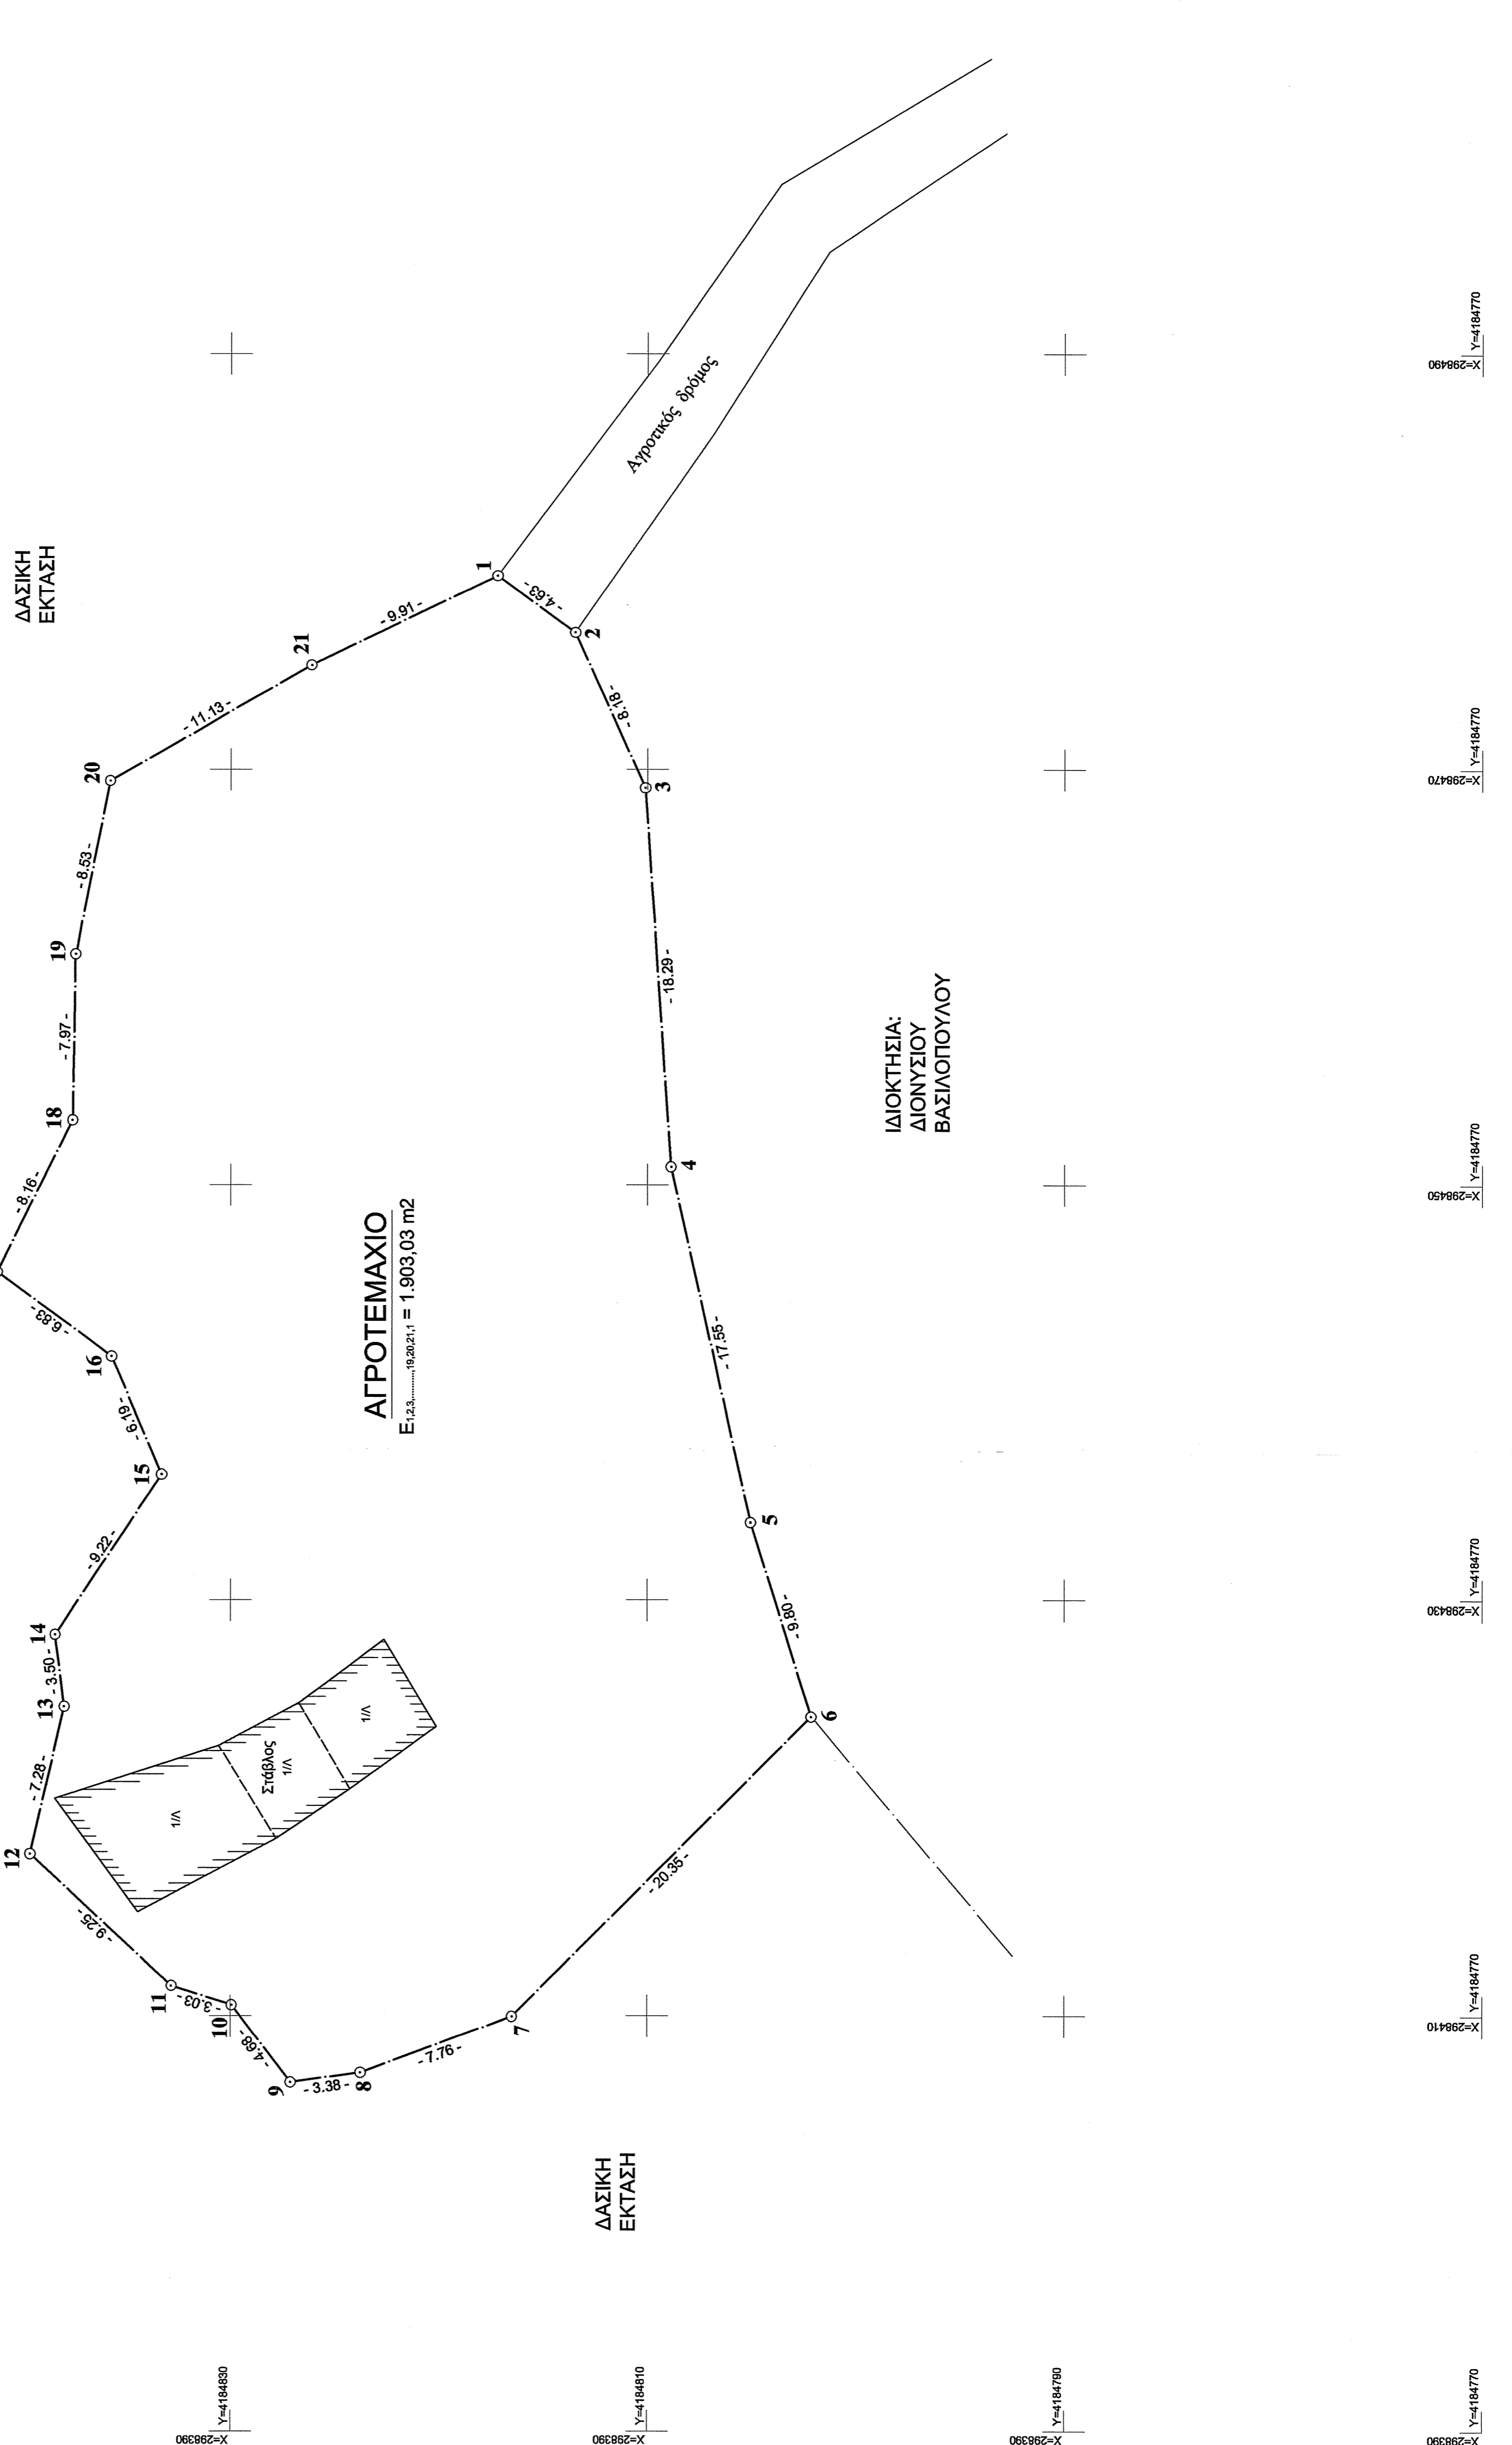 ΔΑΣΙΚΗ
ΕΚΤΑΣΗ
Αγροτικός δρόμος
1
- 4.63 -
2
- 8.18 -
3
- 18.29 -
4
- 17.55 -
5
- 9.80 -
6
- 20.35 -
7
- 7.76 -
8
- 3.38 -
9
- 4.68 -
10
- 3.03 -
11
- 9.25 -
12
- 7.28 -
13
- 3.50 -
14
- 9.22 -
15
- 6.19 -
16
- 6.83 -
- 8.16 -
18
- 7.97 -
19
- 8.53 -
20
- 11.13 -
21
- 9.91 -
ΑΓΡΟΤΕΜΑΧΙΟ
Ε1,2,3,..........,19,20,21,1 = 1.903,03 m2
Στάβλος
1/V
1/V
1/V
ΙΔΙΟΚΤΗΣΙΑ:
ΔΙΟΝΥΣΙΟΥ
ΒΑΣΙΛΟΠΟΥΛΟΥ
ΔΑΣΙΚΗ
ΕΚΤΑΣΗ
X=298390
Y=4184830
X=298390
Y=4184810
X=298390
Y=4184790
X=298390
Y=4184770
X=298410
Y=4184770
X=298430
Y=4184770
X=298450
Y=4184770
X=298470
Y=4184770
X=298490
Y=4184770